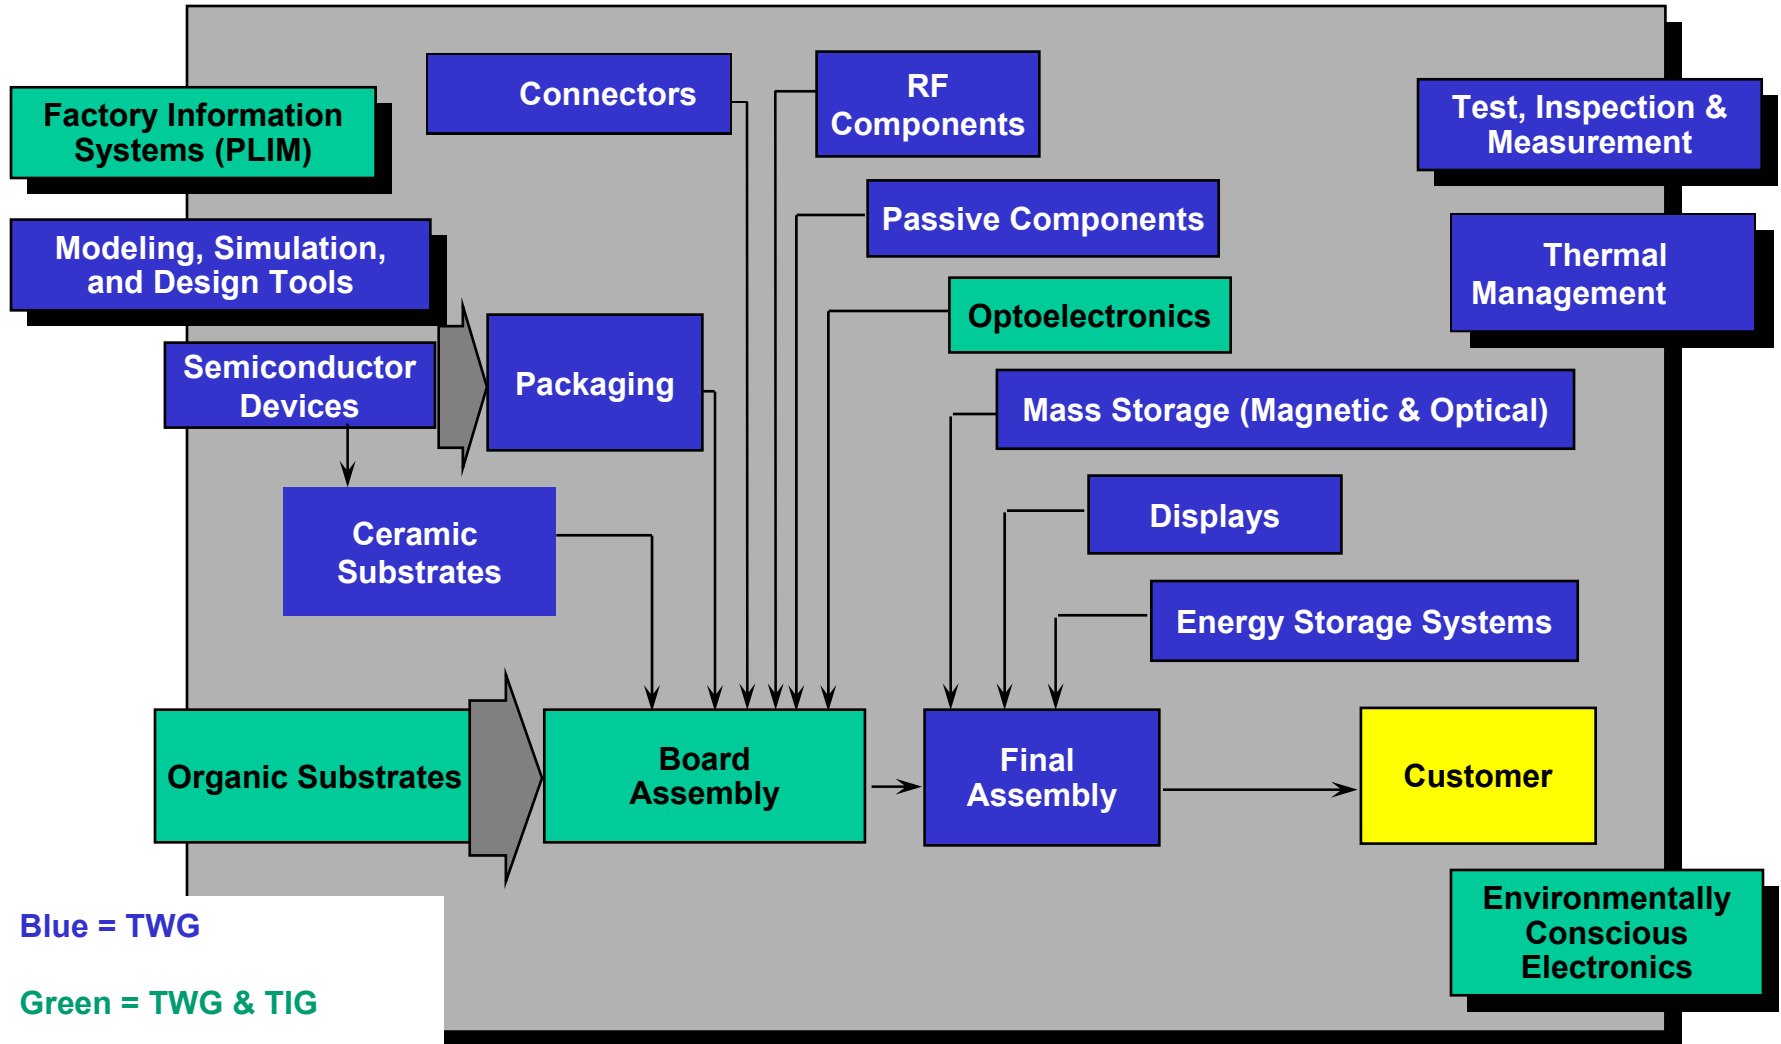 Connectors
RF
Components
Test, Inspection &
Measurement
Factory Information
Systems (PLIM)
Passive Components
Modeling, Simulation,
and Design Tools
Thermal
Management
Optoelectronics
Semiconductor
Devices
Packaging
Mass Storage (Magnetic & Optical)
Displays
Ceramic
Substrates
Energy Storage Systems
Organic Substrates
Board
Assembly
Final
Assembly
Customer
Environmentally
Conscious
Electronics
Blue = TWG
Green = TWG & TIG